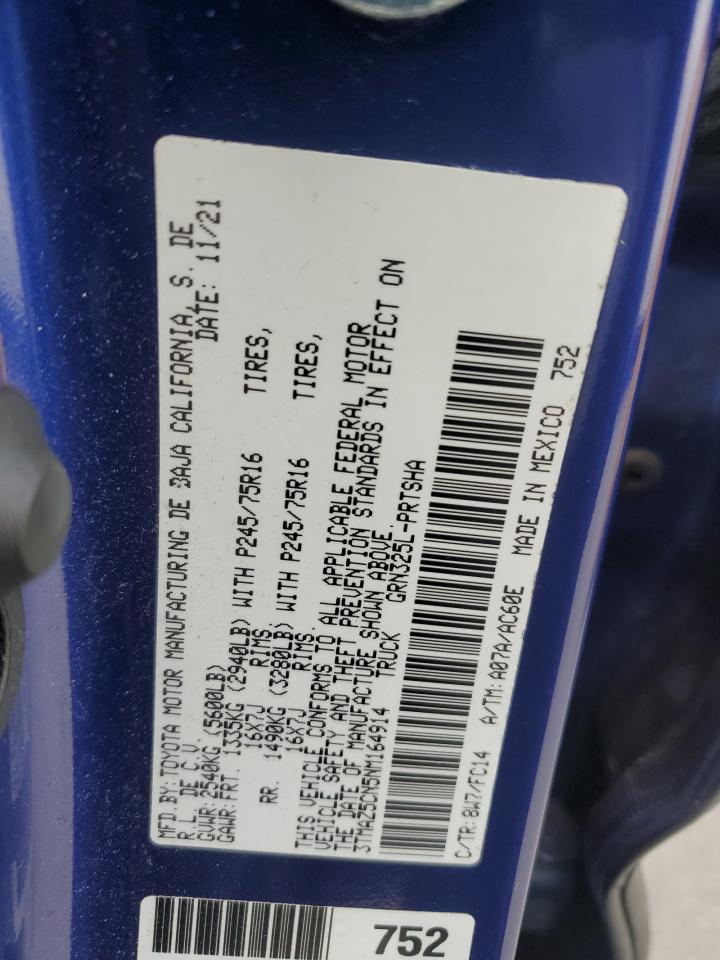 MFD.BY:TOYOTA MOTOR MANUFACTURING DE BAJA CALIFORNIA, S. DE
R.L. DE C.V. DATE: 11/21
GVWR: 2540KG (5600LB)
GAWR:FRT. 1335KG (2940LB) WITH P245/75R16 TIRES,
16X7J RIMS,
RR. 1490KG (3280LB) WITH P245/75R16 TIRES,
16X7J RIMS.
THIS VEHICLE CONFORMS TO ALL APPLICABLE FEDERAL MOTOR
VEHICLE SAFETY AND THEFT PREVENTION STANDARDS IN EFFECT ON
THE DATE OF MANUFACTURE SHOWN ABOVE.
3TMAZ5CN5NM164914 TRUCK GRN325L-PRTSHA
C/TR:8W7/FC14 A/TM:A07A/AC60E MADE IN MEXICO 752
752